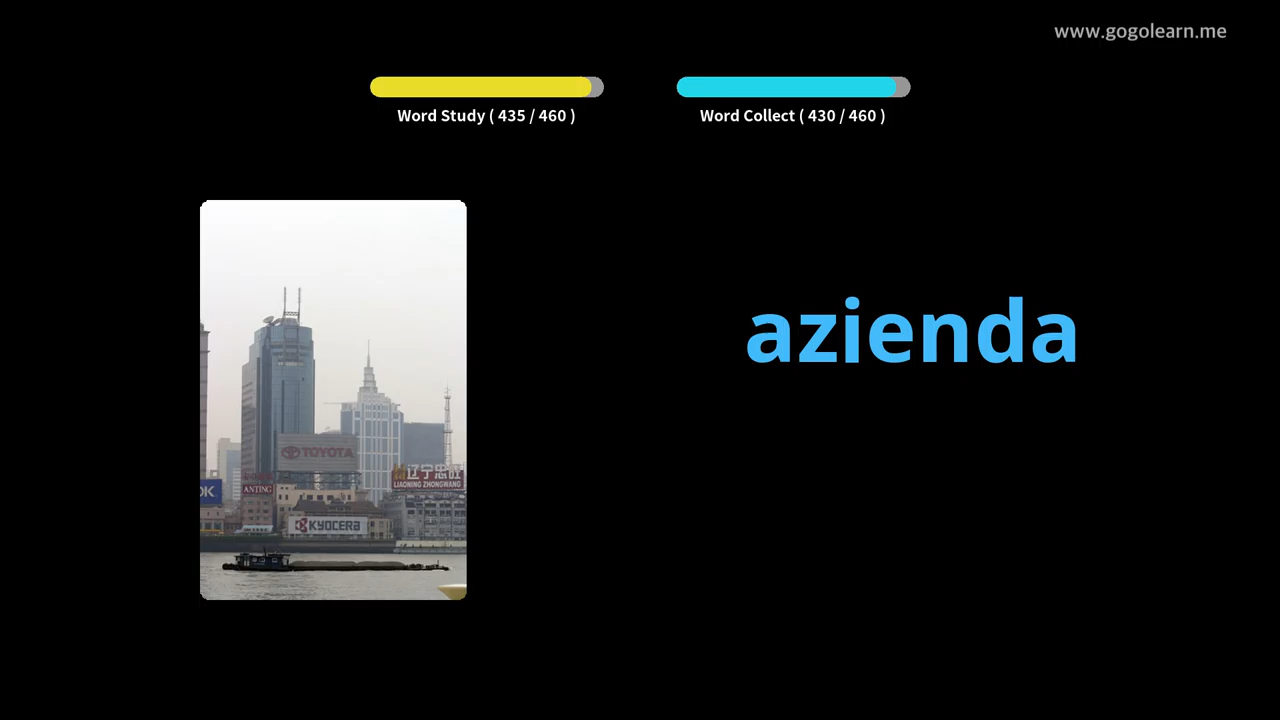 www.gogolearn.me
Word Study ( 435 / 460 )
Word Collect ( 430 / 460 )
azienda
TOYOTA
辽宁忠旺
LIAONING ZHONGWANG
OK
ANTING
KYOCERA